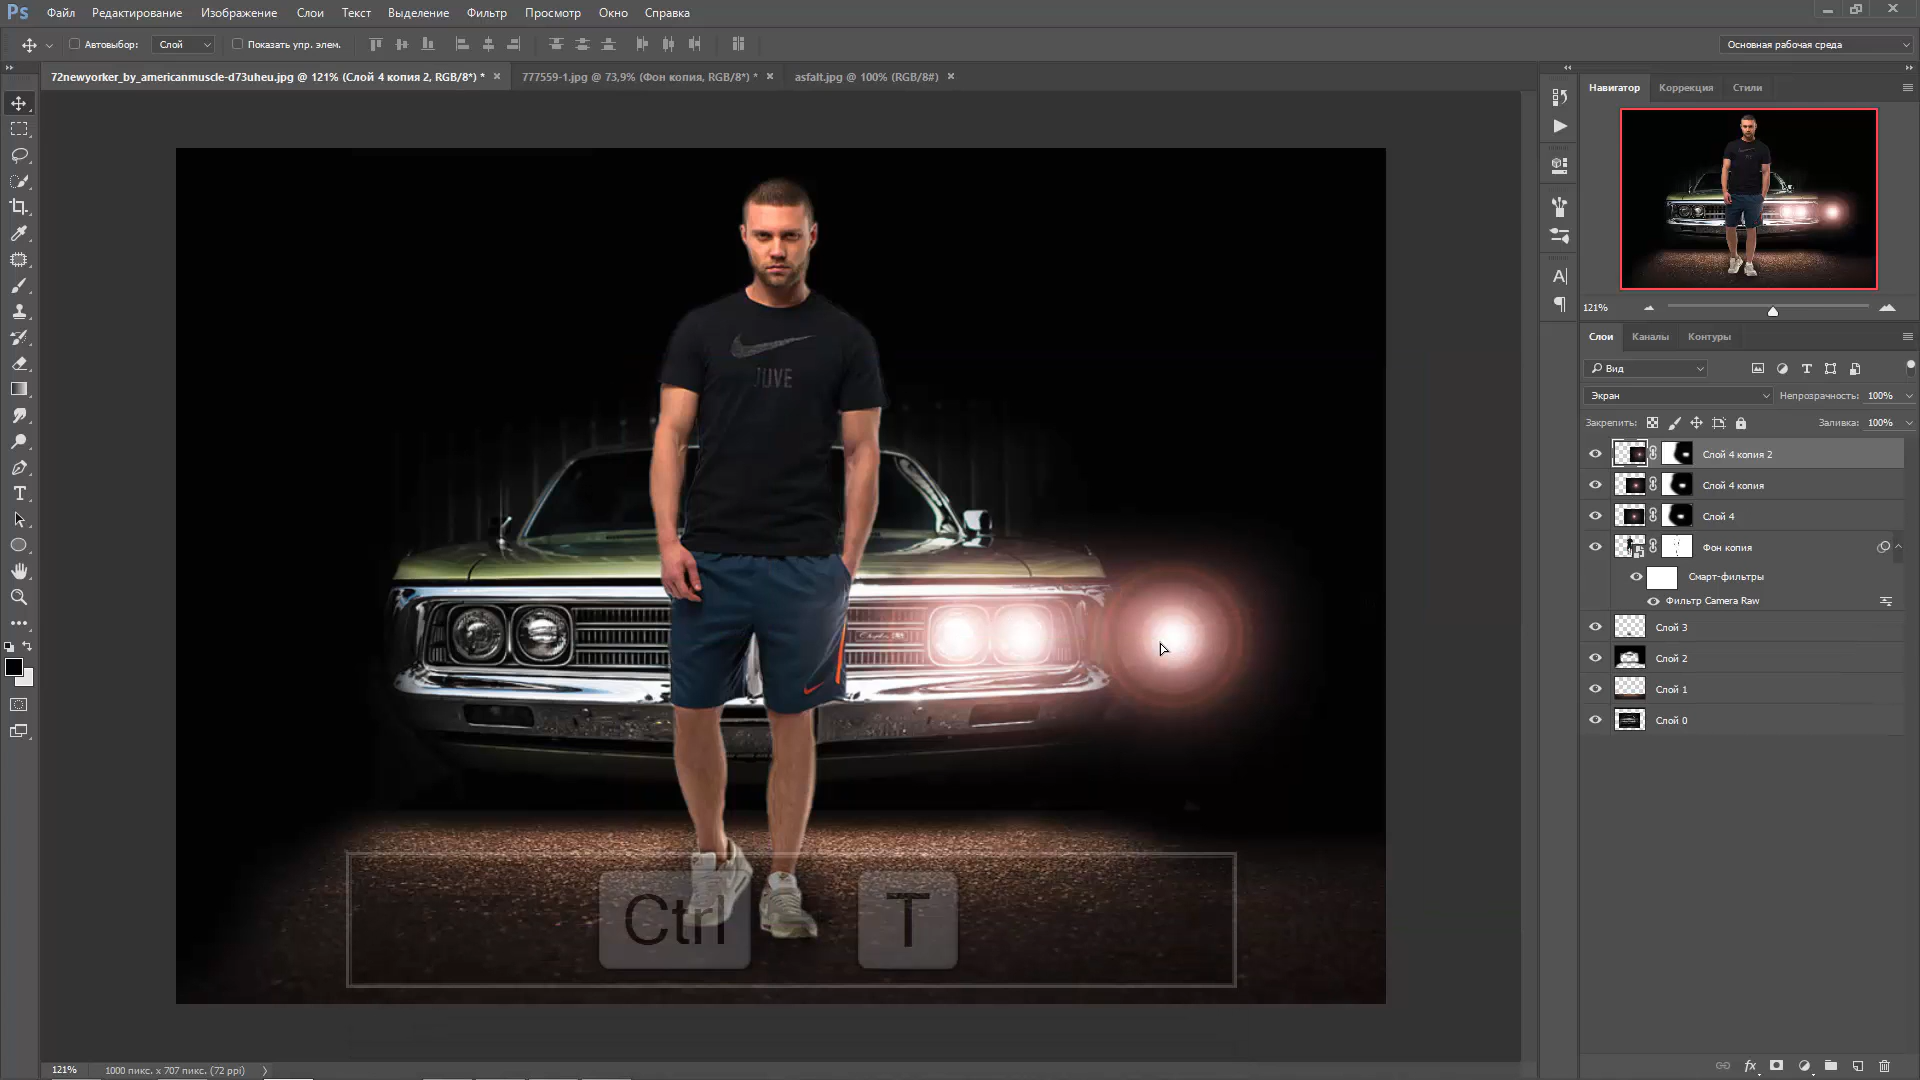 Ps Файл Редактирование Изображение Слои Текст Выделение Фильтр Просмотр Окно Справка
Автовыбор: Слой Показать упр. элем. Основная рабочая среда
72newyorker_by_americanmuscle-d73uheu.jpg @ 121% (Слой 4 копия 2, RGB/8*) * 777559-1.jpg @ 73,9% (Фон копия, RGB/8*) * asfalt.jpg @ 100% (RGB/8#)
Навигатор Коррекция Стили
121%
Слои Каналы Контуры
Вид
Экран Непрозрачность: 100%
Закрепить: Заливка: 100%
Слой 4 копия 2
Слой 4 копия
Слой 4
Фон копия
Смарт-фильтры
Фильтр Camera Raw
Слой 3
Слой 2
Слой 1
Слой 0
JUVE
Ctrl T
121% 1000 пикс. x 707 пикс. (72 ppi)